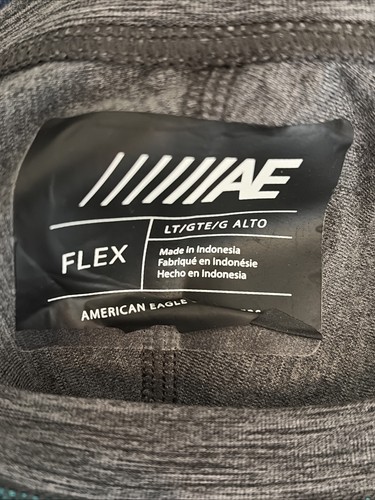 AE
LT/GTE/G ALTO
FLEX
Made in Indonesia
Fabriqué en Indonésie
Hecho en Indonesia
AMERICAN EAGLE